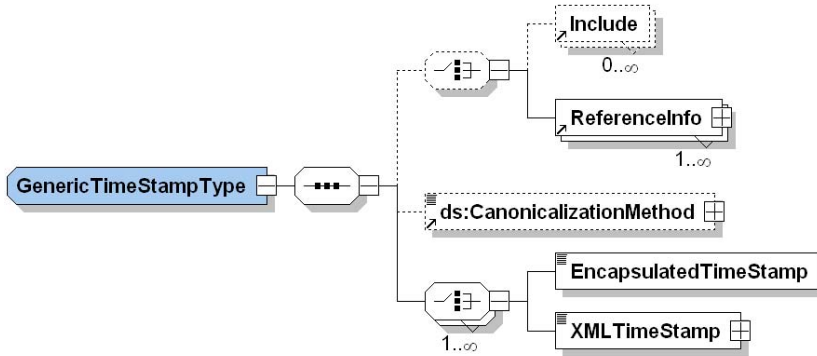 Include
0..∞
ReferenceInfo
1..∞
GenericTimeStampType
ds:CanonicalizationMethod
EncapsulatedTimeStamp
XMLTimeStamp
1..∞